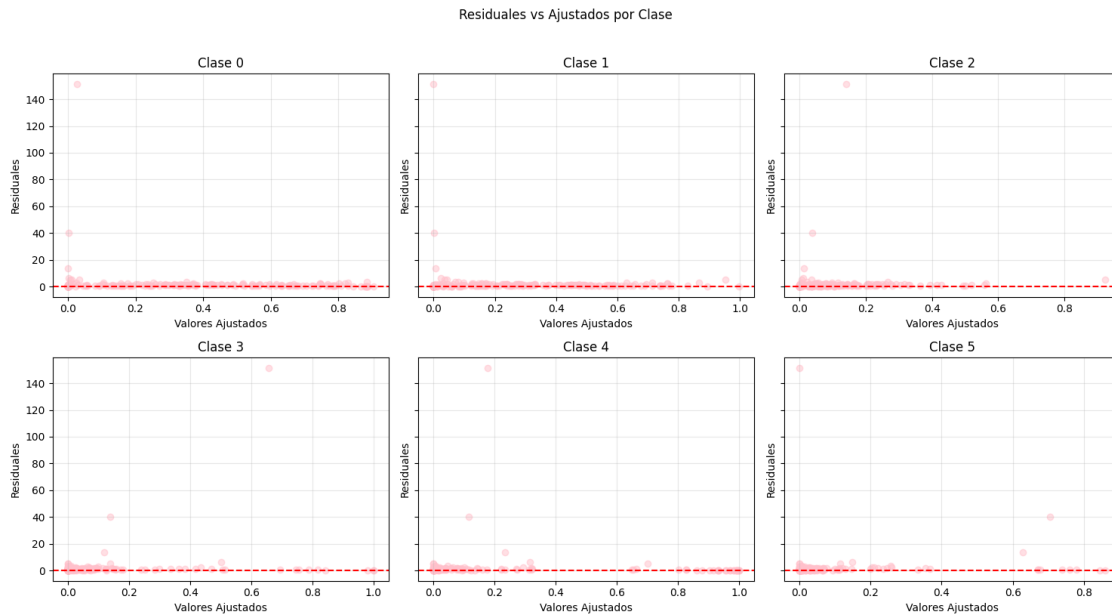 Residuales vs Ajustados por Clase
Clase 0
Residuales
140
120
100
80
60
40
20
0
0.0 0.2 0.4 0.6 0.8
Valores Ajustados
Clase 1
Residuales
0.0 0.2 0.4 0.6 0.8 1.0
Valores Ajustados
Clase 2
Residuales
0.0 0.2 0.4 0.6 0.8
Valores Ajustados
Clase 3
Residuales
140
120
100
80
60
40
20
0
0.0 0.2 0.4 0.6 0.8 1.0
Valores Ajustados
Clase 4
Residuales
0.0 0.2 0.4 0.6 0.8 1.0
Valores Ajustados
Clase 5
Residuales
0.0 0.2 0.4 0.6 0.8
Valores Ajustados